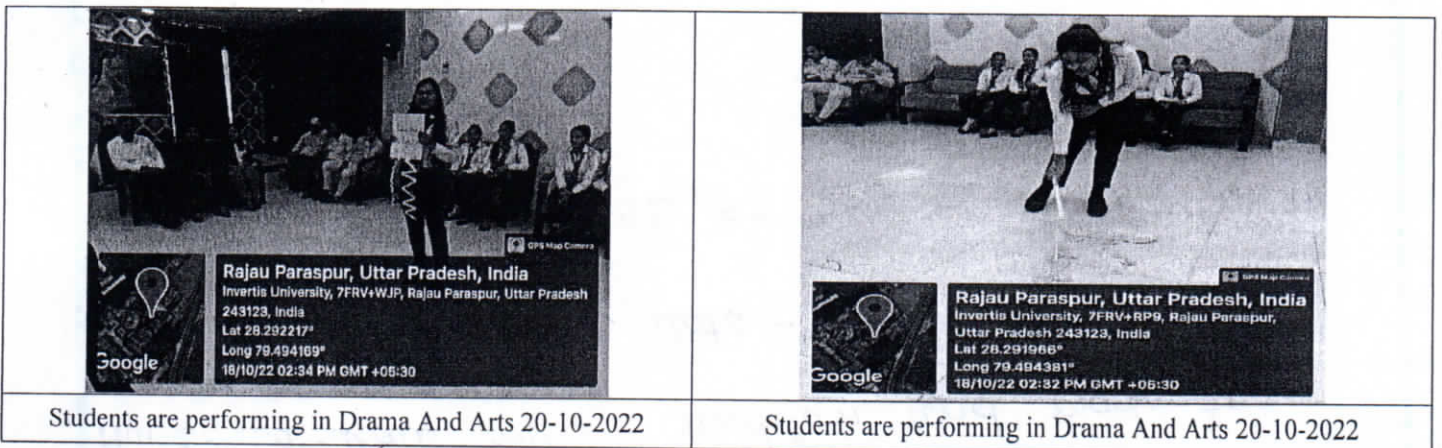 GPS Map Camera
Rajau Paraspur, Uttar Pradesh, India
Invertis University, 7FRV+WJP, Rajau Paraspur, Uttar Pradesh
243123, India
Lat 28.292217°
Long 79.494169°
18/10/22 02:34 PM GMT +05:30
Google
Students are performing in Drama And Arts 20-10-2022
GPS Map Camera
Rajau Paraspur, Uttar Pradesh, India
Invertis University, 7FRV+RP9, Rajau Paraspur,
Uttar Pradesh 243123, India
Lat 28.291966°
Long 79.494381°
18/10/22 02:32 PM GMT +05:30
Google
Students are performing in Drama And Arts 20-10-2022